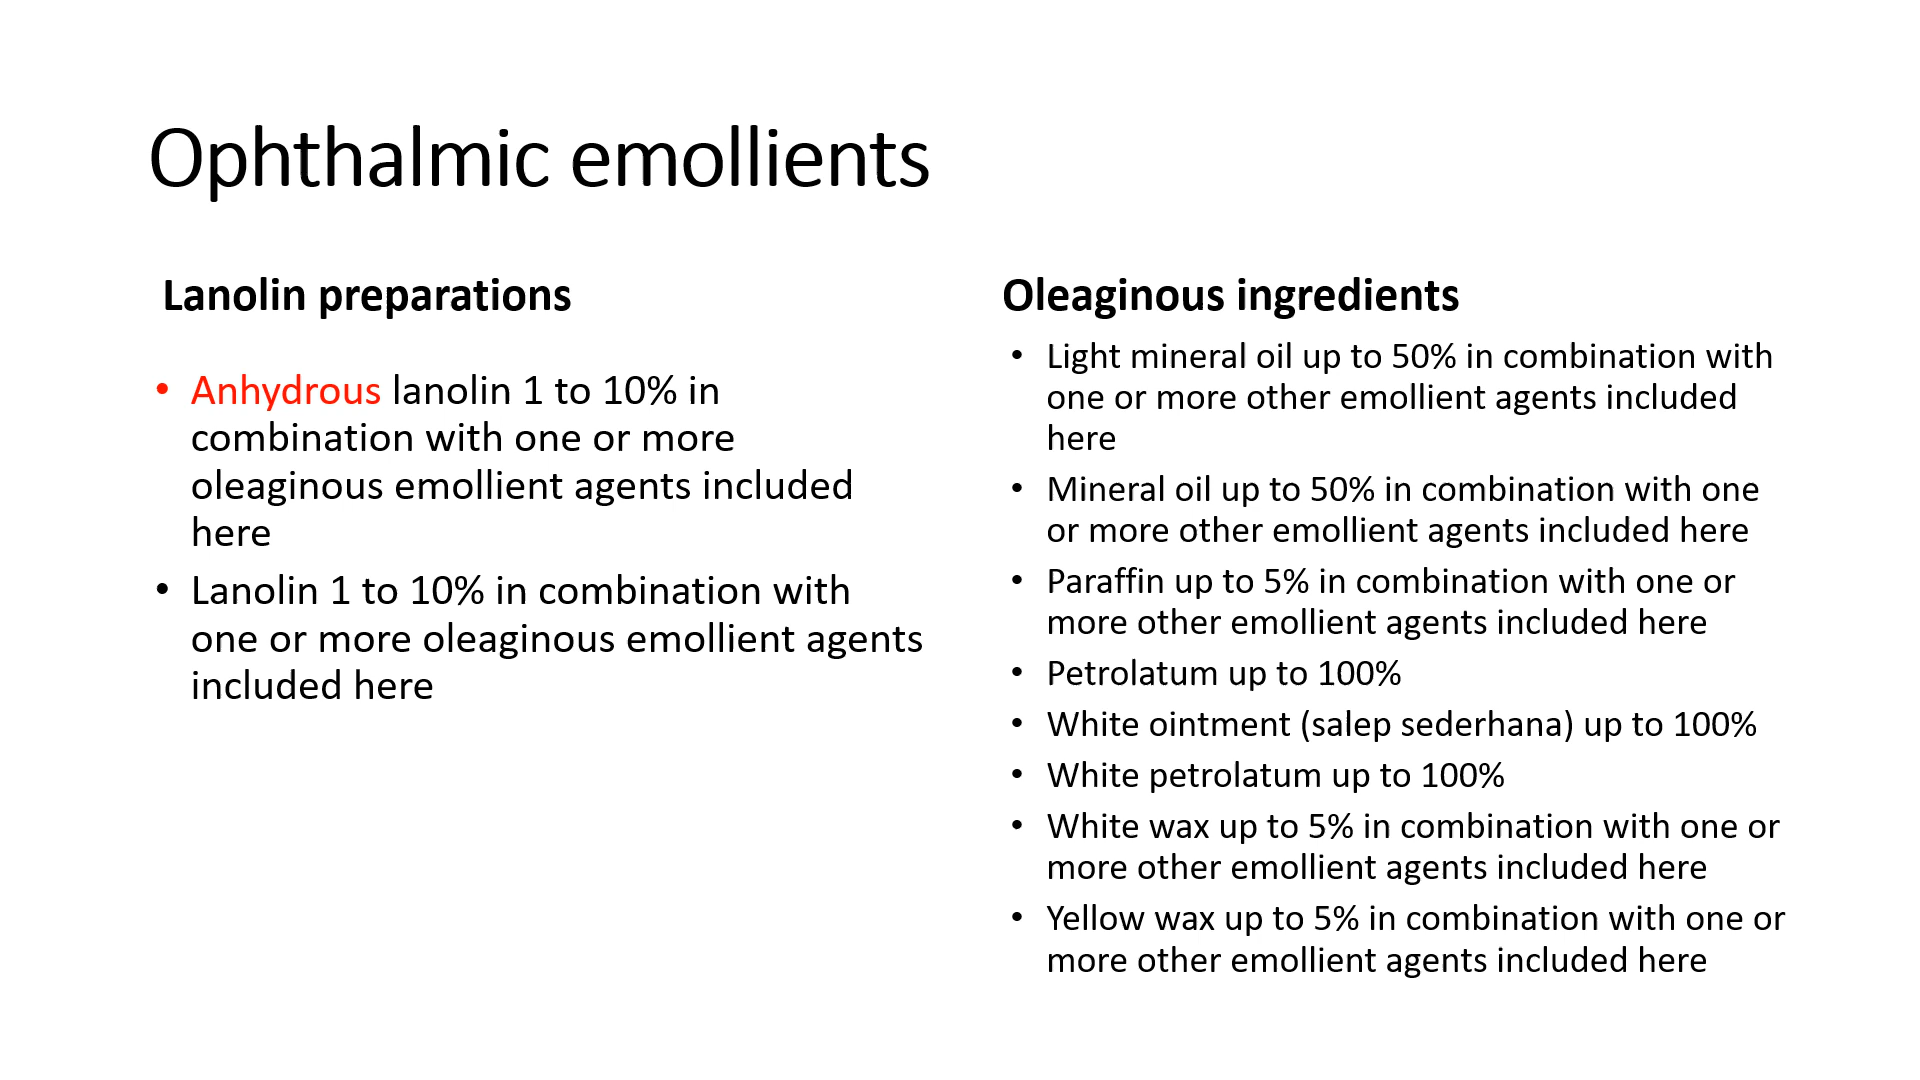 Ophthalmic emollients
Lanolin preparations
• Anhydrous lanolin 1 to 10% in
combination with one or more
oleaginous emollient agents included
here
• Lanolin 1 to 10% in combination with
one or more oleaginous emollient agents
included here
Oleaginous ingredients
• Light mineral oil up to 50% in combination with
one or more other emollient agents included
here
• Mineral oil up to 50% in combination with one
or more other emollient agents included here
• Paraffin up to 5% in combination with one or
more other emollient agents included here
• Petrolatum up to 100%
• White ointment (salep sederhana) up to 100%
• White petrolatum up to 100%
• White wax up to 5% in combination with one or
more other emollient agents included here
• Yellow wax up to 5% in combination with one or
more other emollient agents included here